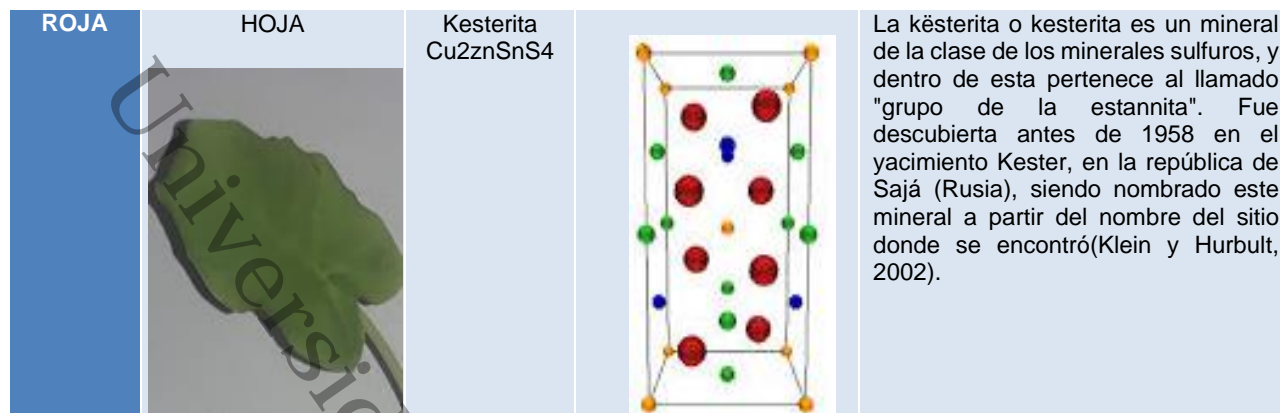 ROJA
HOJA
Kesterita
Cu2znSnS4
La këesterita o kesterita es un mineral
de la clase de los minerales sulfuros, y
dentro de esta pertenece al llamado
"grupo de la estannita". Fue
descubierta antes de 1958 en el
yacimiento Kester, en la república de
Sajá (Rusia), siendo nombrado este
mineral a partir del nombre del sitio
donde se encontró(Klein y Hurbult,
2002).